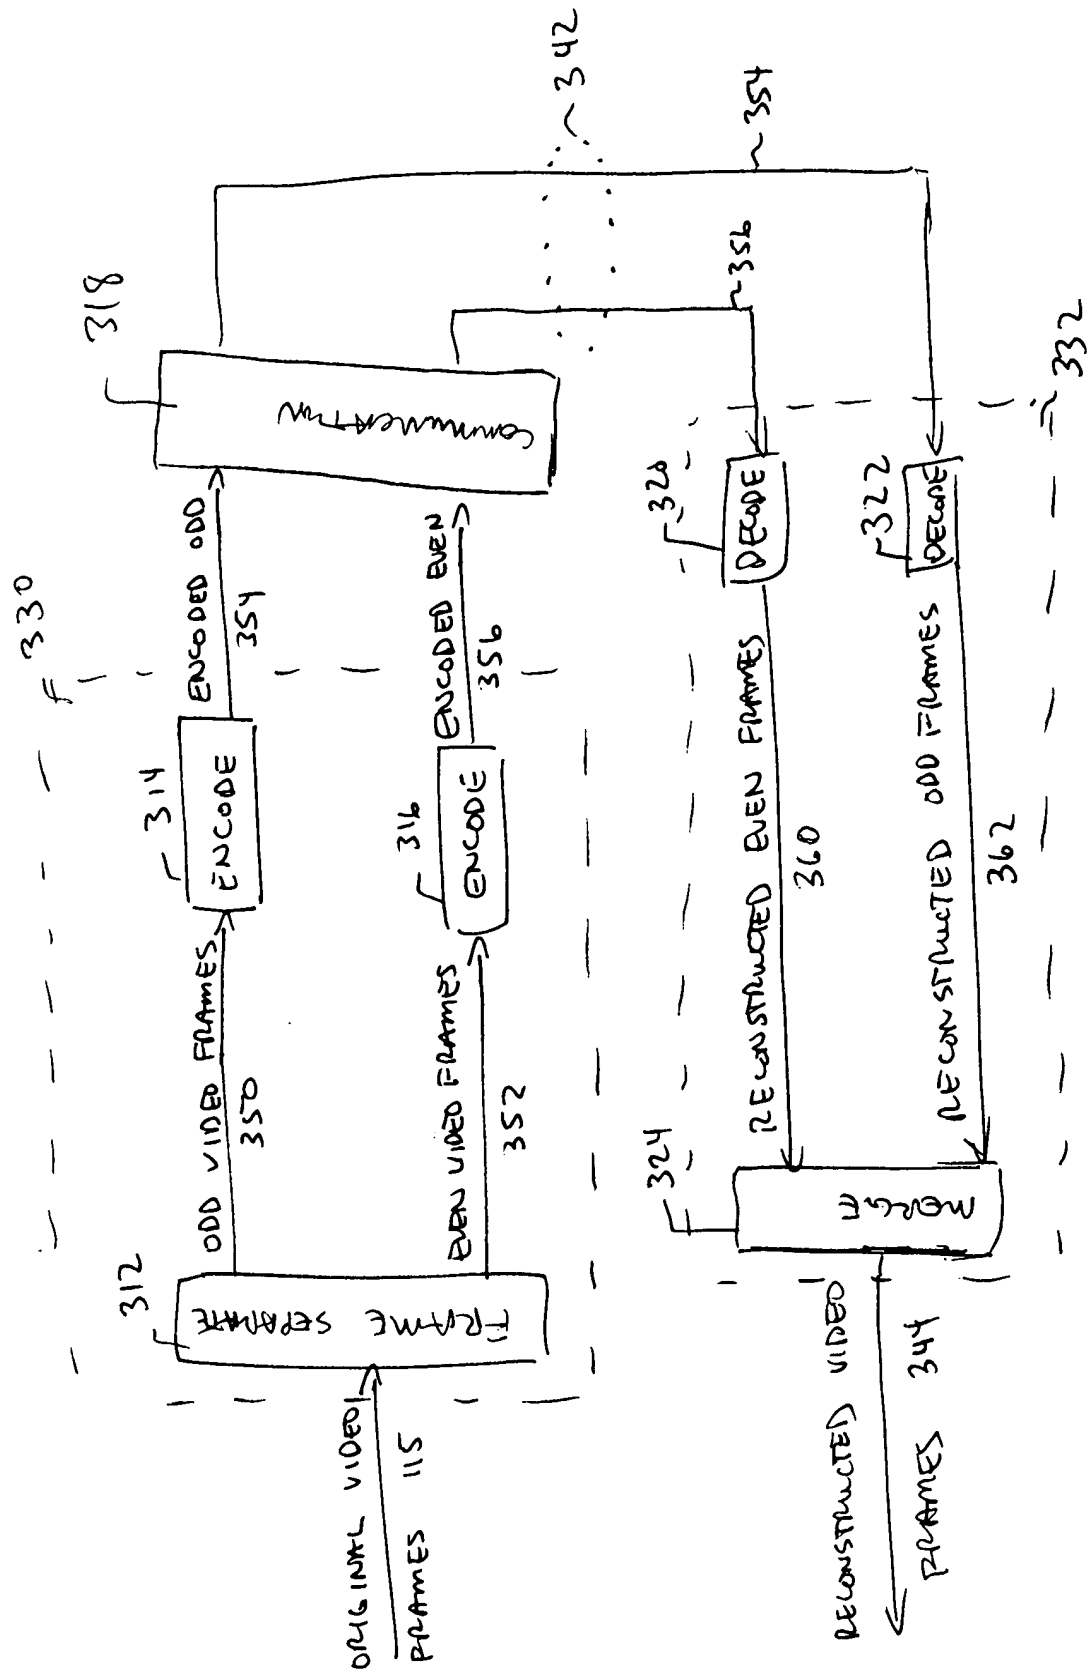 330
318
312
314
ORIGINAL VIDEO
FRAMES 115
FRAME SEPARATE
ODD VIDEO FRAMES
350
ENCODE
ENCODED ODD
354
EVEN VIDEO FRAMES
352
316
ENCODE
ENCODED EVEN
356
COMMUNICATION
342
354
356
320
DECODE
322
DECODE
RECONSTRUCTED EVEN FRAMES
360
RECONSTRUCTED ODD FRAMES
362
324
MERGE
RECONSTRUCTED VIDEO
FRAMES 344
332